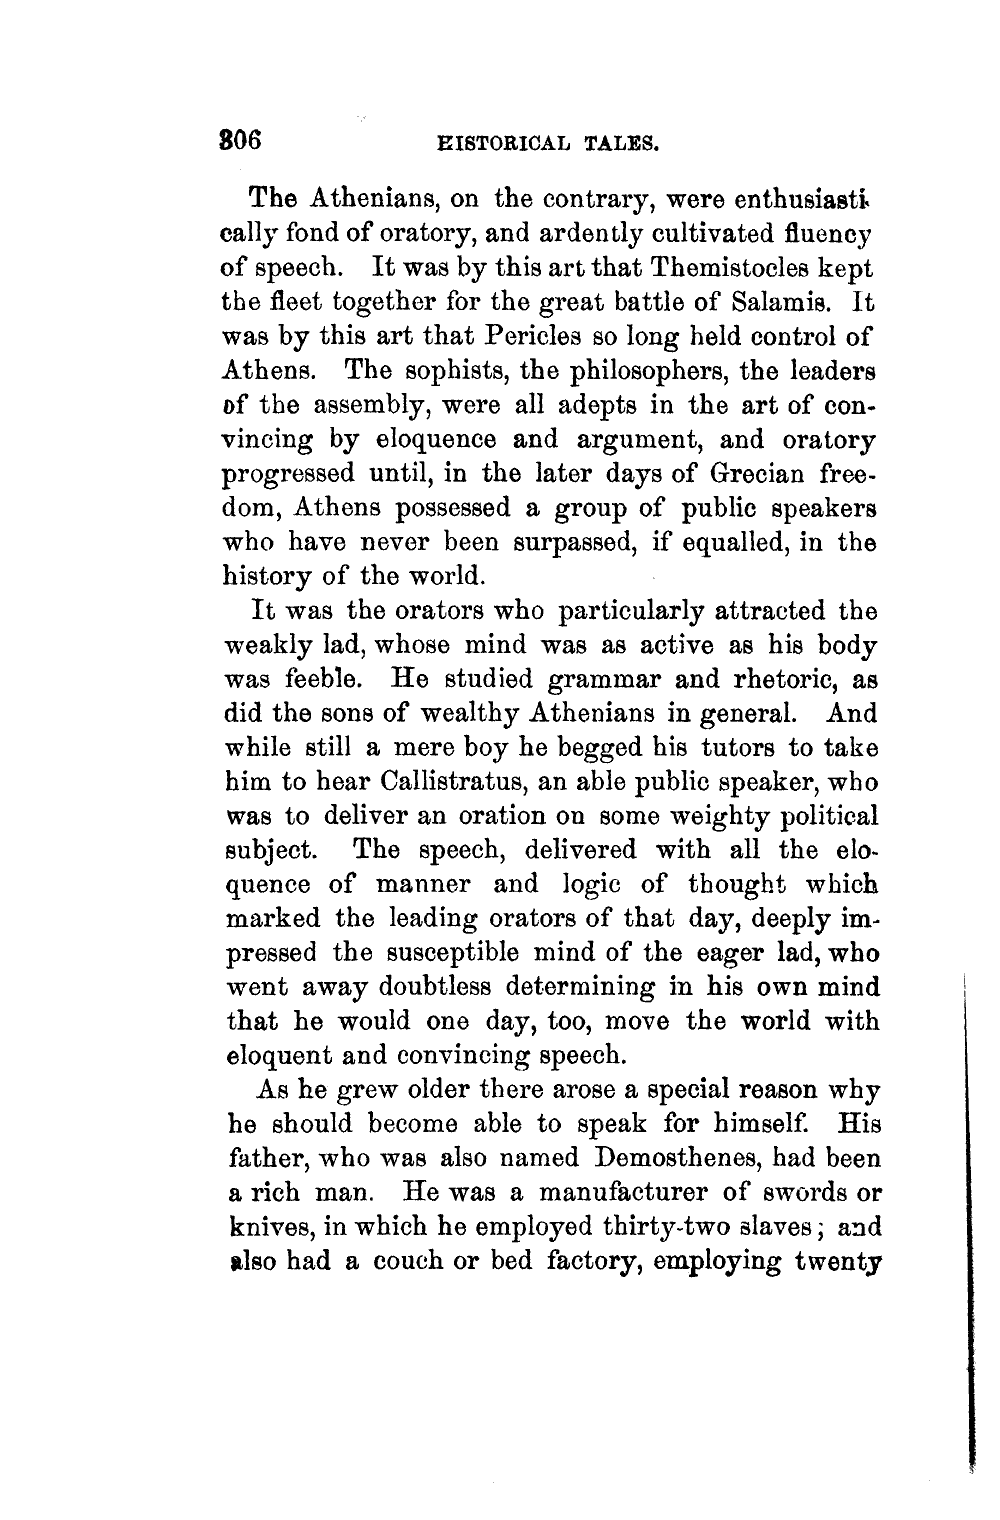 306 HISTORICAL TALES.
The Athenians, on the contrary, were enthusiasti-
cally fond of oratory, and ardently cultivated fluency
of speech. It was by this art that Themistocles kept
the fleet together for the great battle of Salamis. It
was by this art that Pericles so long held control of
Athens. The sophists, the philosophers, the leaders
of the assembly, were all adepts in the art of con-
vincing by eloquence and argument, and oratory
progressed until, in the later days of Grecian free-
dom, Athens possessed a group of public speakers
who have never been surpassed, if equalled, in the
history of the world.
It was the orators who particularly attracted the
weakly lad, whose mind was as active as his body
was feeble. He studied grammar and rhetoric, as
did the sons of wealthy Athenians in general. And
while still a mere boy he begged his tutors to take
him to hear Callistratus, an able public speaker, who
was to deliver an oration on some weighty political
subject. The speech, delivered with all the elo-
quence of manner and logic of thought which
marked the leading orators of that day, deeply im-
pressed the susceptible mind of the eager lad, who
went away doubtless determining in his own mind
that he would one day, too, move the world with
eloquent and convincing speech.
As he grew older there arose a special reason why
he should become able to speak for himself. His
father, who was also named Demosthenes, had been
a rich man. He was a manufacturer of swords or
knives, in which he employed thirty-two slaves; and
also had a couch or bed factory, employing twenty